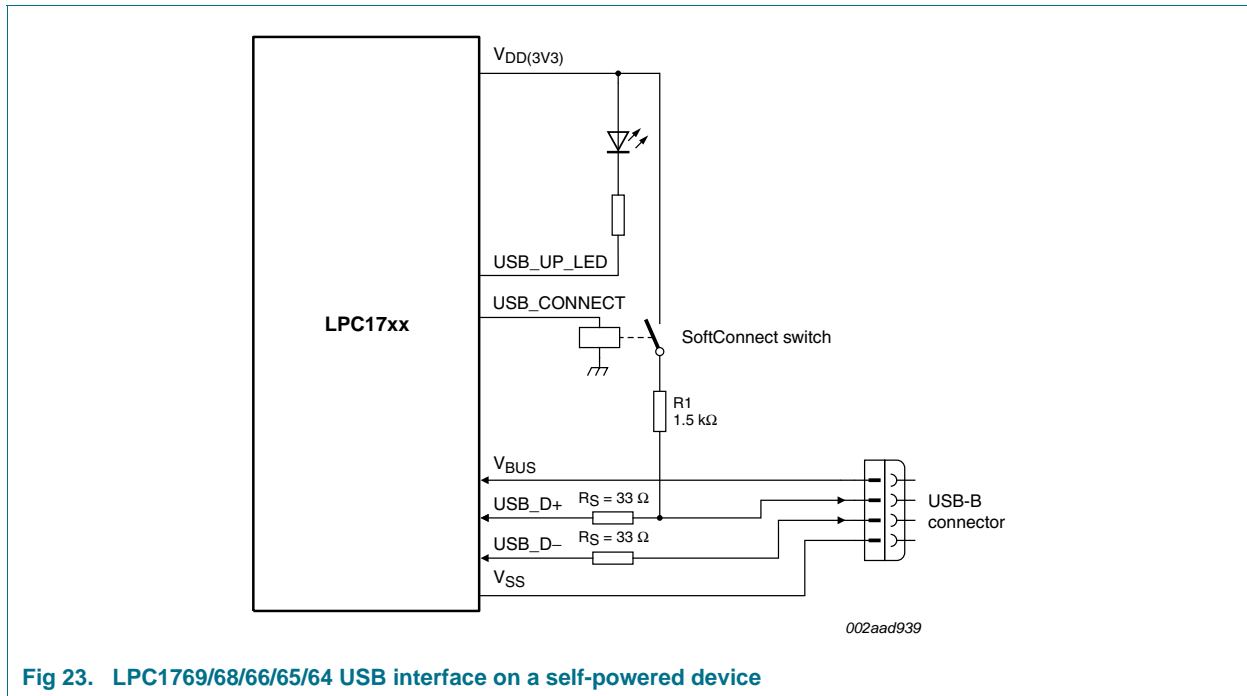 VDD(3V3)
USB_UP_LED
USB_CONNECT
LPC17xx
SoftConnect switch
R1
1.5 kΩ
VBUS
USB_D+
RS = 33 Ω
USB_D−
RS = 33 Ω
VSS
USB-B
connector
002aad939
Fig 23. LPC1769/68/66/65/64 USB interface on a self-powered device